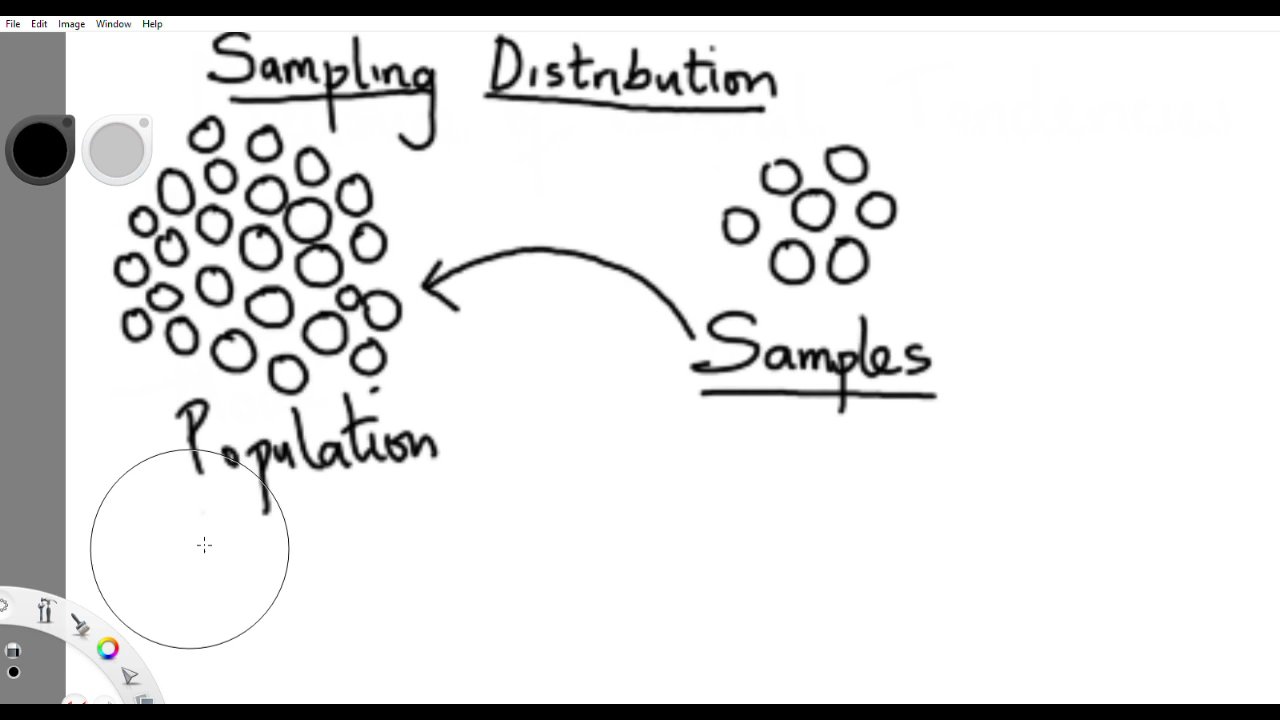 File Edit Image Window Help
Sampling Distribution
Samples
Population